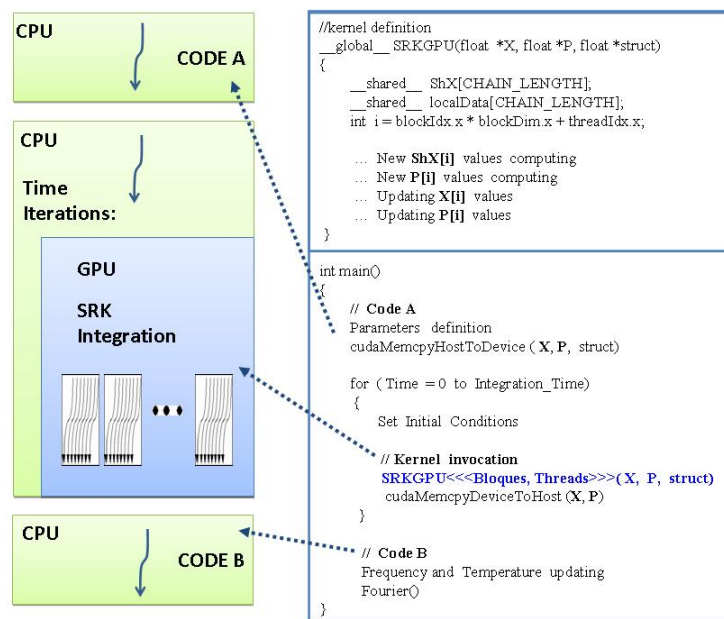 CPU
CODE A
CPU
Time
Iterations:
GPU
SRK
Integration
CPU
CODE B
//kernel definition
__global__ SRKGPU(float *X, float *P, float *struct)
{
__shared__ ShX[CHAIN_LENGTH];
__shared__ localData[CHAIN_LENGTH];
int i = blockIdx.x * blockDim.x + threadIdx.x;
... New ShX[i] values computing
... New P[i] values computing
... Updating X[i] values
... Updating P[i] values
}
int main()
{
// Code A
Parameters definition
cudaMemcpyHostToDevice ( X, P, struct)
for ( Time = 0 to Integration_Time)
{
Set Initial Conditions
// Kernel invocation
SRKGPU<<<Bloques, Threads>>>( X, P, struct)
cudaMemcpyDeviceToHost (X, P)
}
// Code B
Frequency and Temperature updating
Fourier()
}